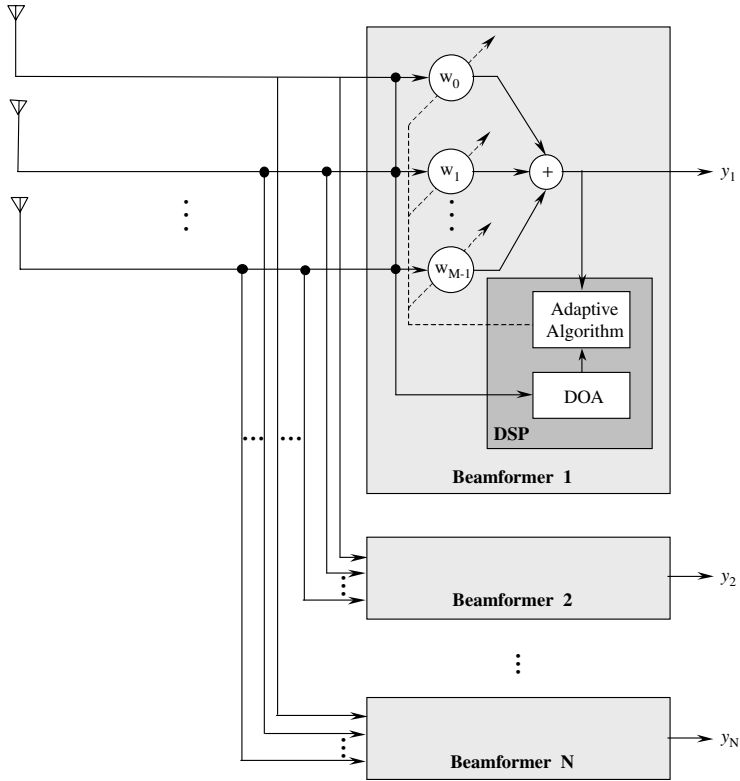 w0
w1
wM-1
+
y1
Adaptive
Algorithm
DOA
DSP
Beamformer 1
Beamformer 2
y2
Beamformer N
yN